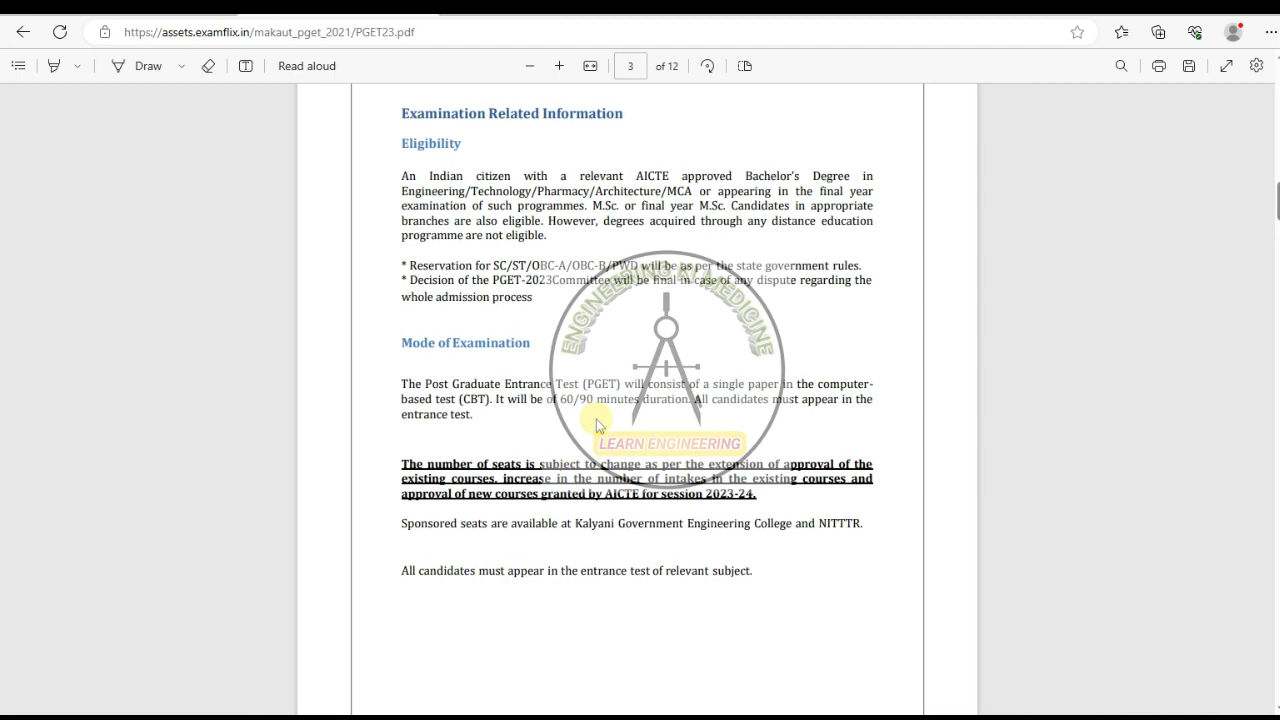 https://assets.examflix.in/makaut_pget_2021/PGET23.pdf
Draw
Read aloud
3 of 12
Examination Related Information
Eligibility
An Indian citizen with a relevant AICTE approved Bachelor's Degree in
Engineering/Technology/Pharmacy/Architecture/MCA or appearing in the final year
examination of such programmes. M.Sc. or final year M.Sc. Candidates in appropriate
branches are also eligible. However, degrees acquired through any distance education
programme are not eligible.
* Reservation for SC/ST/OBC-A/OBC-B/PWD will be as per the state government rules.
* Decision of the PGET-2023Committee will be final in case of any dispute regarding the
whole admission process
Mode of Examination
The Post Graduate Entrance Test (PGET) will consist of a single paper in the computer-
based test (CBT). It will be of 60/90 minutes duration. All candidates must appear in the
entrance test.
The number of seats is subject to change as per the extension of approval of the
existing courses, increase in the number of intakes in the existing courses and
approval of new courses granted by AICTE for session 2023-24.
Sponsored seats are available at Kalyani Government Engineering College and NITTTR.
All candidates must appear in the entrance test of relevant subject.
ENGINEERING KI MEDICINE
LEARN ENGINEERING